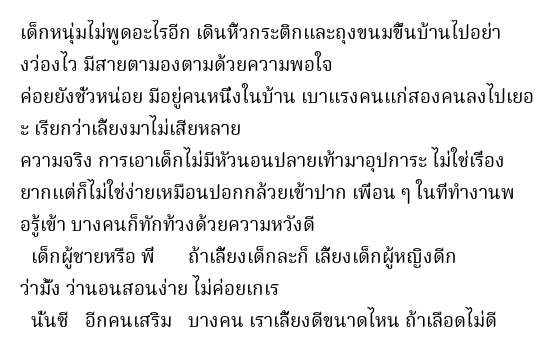 เด็กหนุ่มไม่พูดอะไรอีก เดินหิ้วกระติกและถุงขนมขึ้นบ้านไปอย่า
งว่องไว มีสายตามองตามด้วยความพอใจ
ค่อยยังชั่วหน่อย มีอยู่คนหนึ่งในบ้าน เบาแรงคนแก่สองคนลงไปเยอ
ะ เรียกว่าเลี้ยงมาไม่เสียหลาย
ความจริง การเอาเด็กไม่มีหัวนอนปลายเท้ามาอุปการะ ไม่ใช่เรื่อง
ยากแต่ก็ไม่ใช่ง่ายเหมือนปอกกล้วยเข้าปาก เพื่อน ๆ ในที่ทำงานพ
อรู้เข้า บางคนก็ทักท้วงด้วยความหวังดี
เด็กผู้ชายหรือ พี่ ถ้าเลี้ยงเด็กละก็ เลี้ยงเด็กผู้หญิงดีก
ว่ามั้ง ว่านอนสอนง่าย ไม่ค่อยเกเร
นั่นซี อีกคนเสริม บางคน เราเลี้ยงดีขนาดไหน ถ้าเลือดไม่ดี